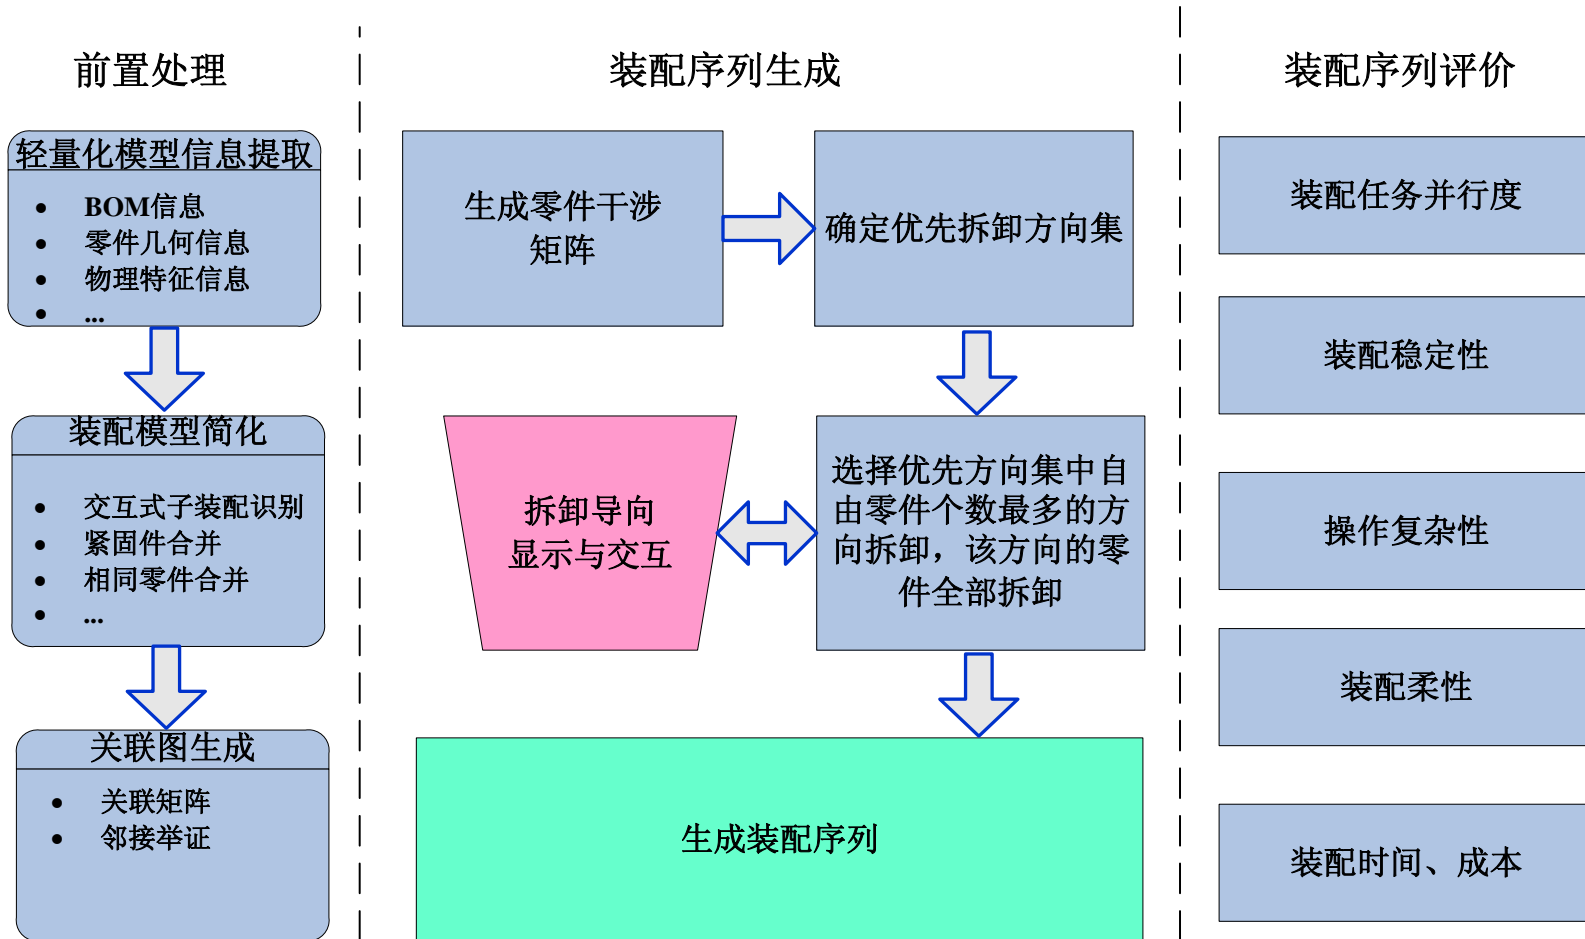 前置处理
轻量化模型信息提取
BOM信息
零件几何信息
物理特征信息
...
装配模型简化
交互式子装配识别
紧固件合并
相同零件合并
...
关联图生成
关联矩阵
邻接举证
装配序列生成
生成零件干涉
矩阵
确定优先拆卸方向集
拆卸导向
显示与交互
选择优先方向集中自
由零件个数最多的方
向拆卸，该方向的零
件全部拆卸
生成装配序列
装配序列评价
装配任务并行度
装配稳定性
操作复杂性
装配柔性
装配时间、成本